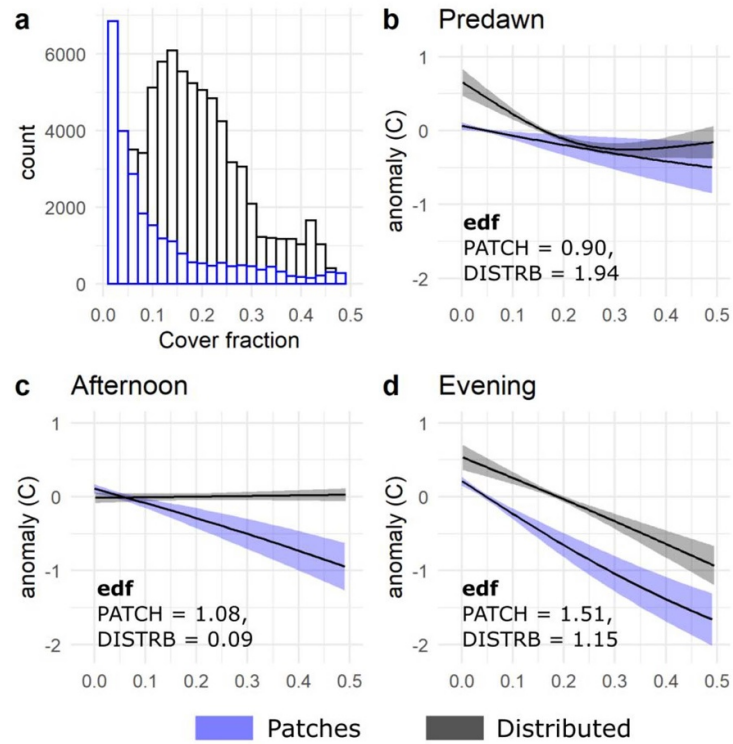 a
6000
4000
2000
0
count
0.0 0.1 0.2 0.3 0.4 0.5
Cover fraction
b Predawn
1
0
-1
-2
anomaly (C)
edf
PATCH = 0.90,
DISTRB = 1.94
0.0 0.1 0.2 0.3 0.4 0.5
c Afternoon
1
0
-1
-2
anomaly (C)
edf
PATCH = 1.08,
DISTRB = 0.09
0.0 0.1 0.2 0.3 0.4 0.5
d Evening
1
0
-1
-2
anomaly (C)
edf
PATCH = 1.51,
DISTRB = 1.15
0.0 0.1 0.2 0.3 0.4 0.5
Patches Distributed